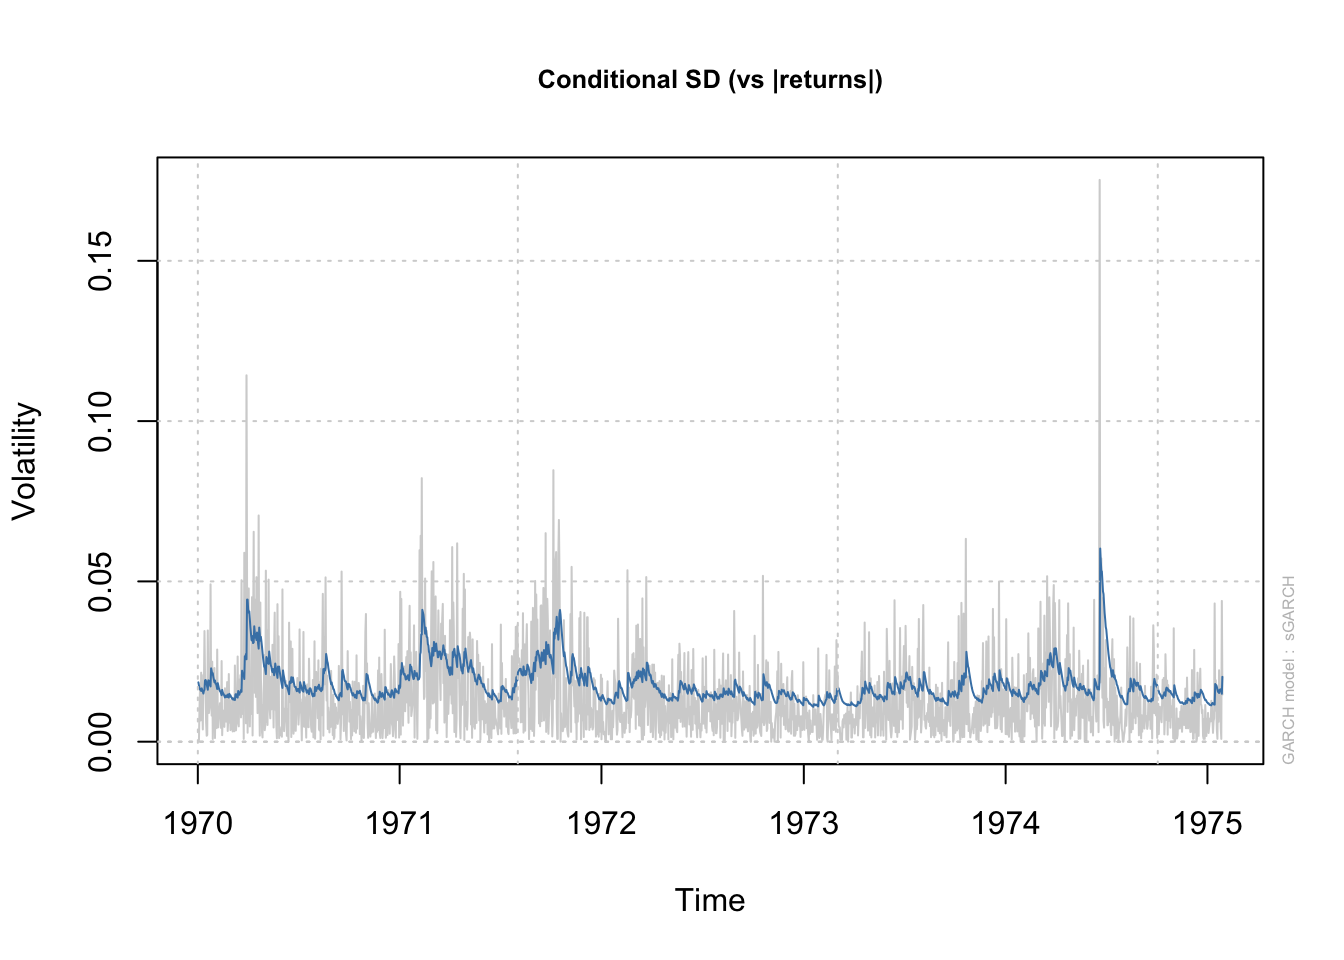 Conditional SD (vs |returns|)
Volatility
0.15
0.10
0.05
0.00
1970 1971 1972 1973 1974 1975
Time
GARCH model : sGARCH